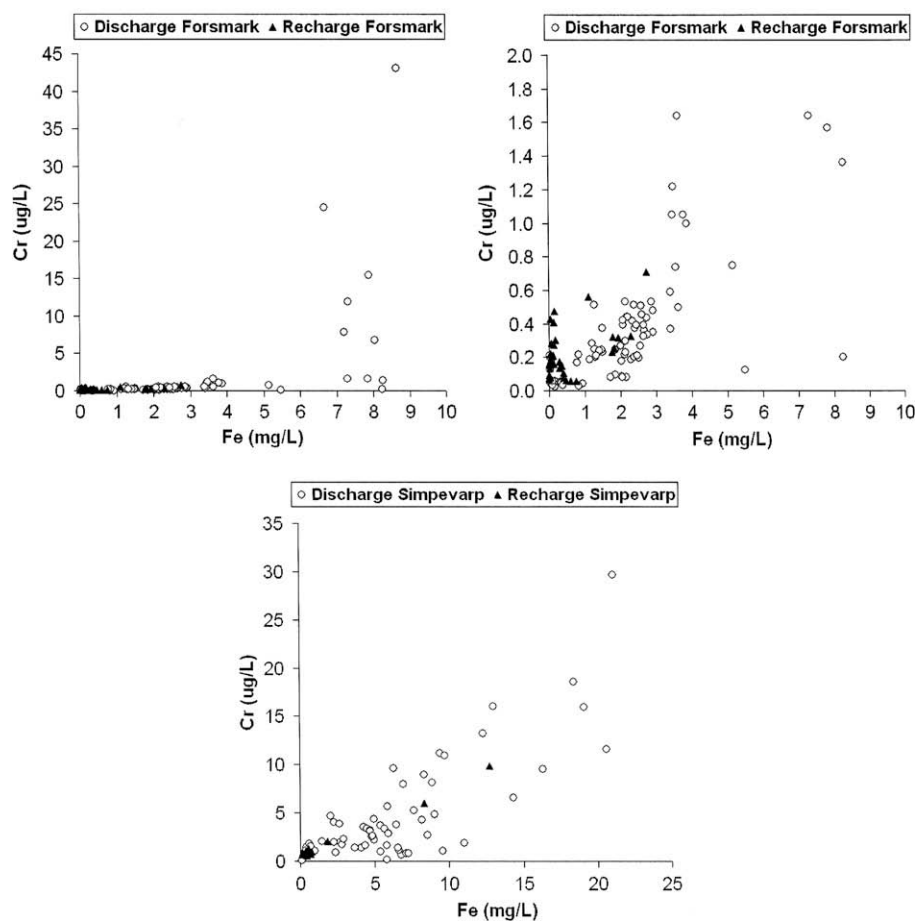 ○ Discharge Forsmark ▲ Recharge Forsmark
45
40
35
30
25
20
15
10
5
0
Cr (ug/L)
0 1 2 3 4 5 6 7 8 9 10
Fe (mg/L)
○ Discharge Forsmark ▲ Recharge Forsmark
2.0
1.8
1.6
1.4
1.2
1.0
0.8
0.6
0.4
0.2
0.0
Cr (ug/L)
0 1 2 3 4 5 6 7 8 9 10
Fe (mg/L)
○ Discharge Simpevarp ▲ Recharge Simpevarp
35
30
25
20
15
10
5
0
Cr (ug/L)
0 5 10 15 20 25
Fe (mg/L)